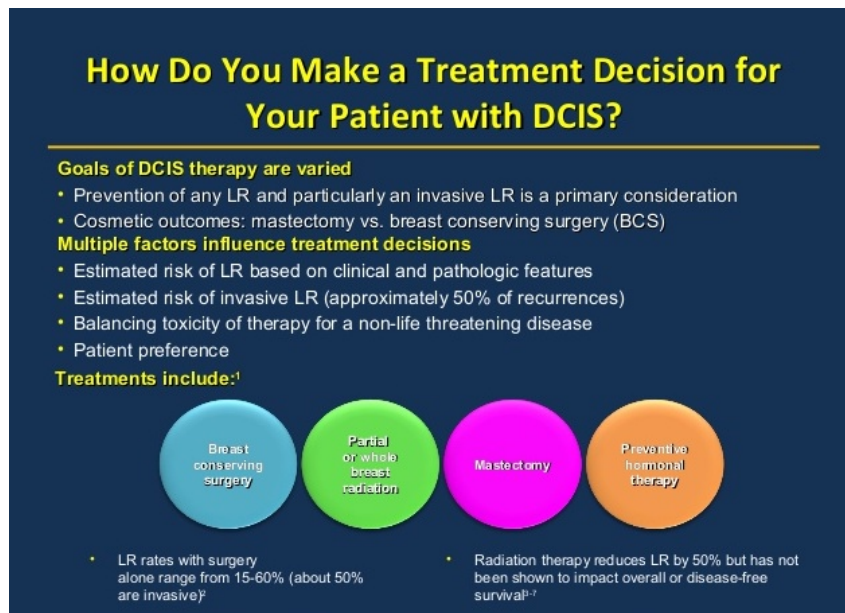 How Do You Make a Treatment Decision for
Your Patient with DCIS?
Goals of DCIS therapy are varied
• Prevention of any LR and particularly an invasive LR is a primary consideration
• Cosmetic outcomes: mastectomy vs. breast conserving surgery (BCS)
Multiple factors influence treatment decisions
• Estimated risk of LR based on clinical and pathologic features
• Estimated risk of invasive LR (approximately 50% of recurrences)
• Balancing toxicity of therapy for a non-life threatening disease
• Patient preference
Treatments include:¹
Breast
conserving
surgery
Partial
or whole
breast
radiation
Mastectomy
Preventive
hormonal
therapy
• LR rates with surgery
alone range from 15-60% (about 50%
are invasive)²
• Radiation therapy reduces LR by 50% but has not
been shown to impact overall or disease-free
survival³⁻⁷